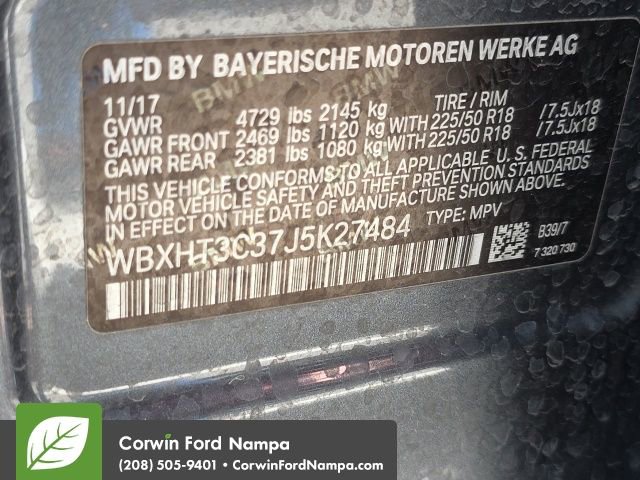 MFD BY BAYERISCHE MOTOREN WERKE AG
11/17 TIRE / RIM
GVWR 4729 lbs 2145 kg
GAWR FRONT 2469 lbs 1120 kg WITH 225/50 R18 /7.5Jx18
GAWR REAR 2381 lbs 1080 kg WITH 225/50 R18 /7.5Jx18
THIS VEHICLE CONFORMS TO ALL APPLICABLE U.S. FEDERAL
MOTOR VEHICLE SAFETY AND THEFT PREVENTION STANDARDS
IN EFFECT ON THE DATE OF MANUFACTURE SHOWN ABOVE.
WBXHT3C37J5K27484 TYPE: MPV
B39/7
7 320 730
BMW
BMW
Corwin Ford Nampa
(208) 505-9401 • CorwinFordNampa.com